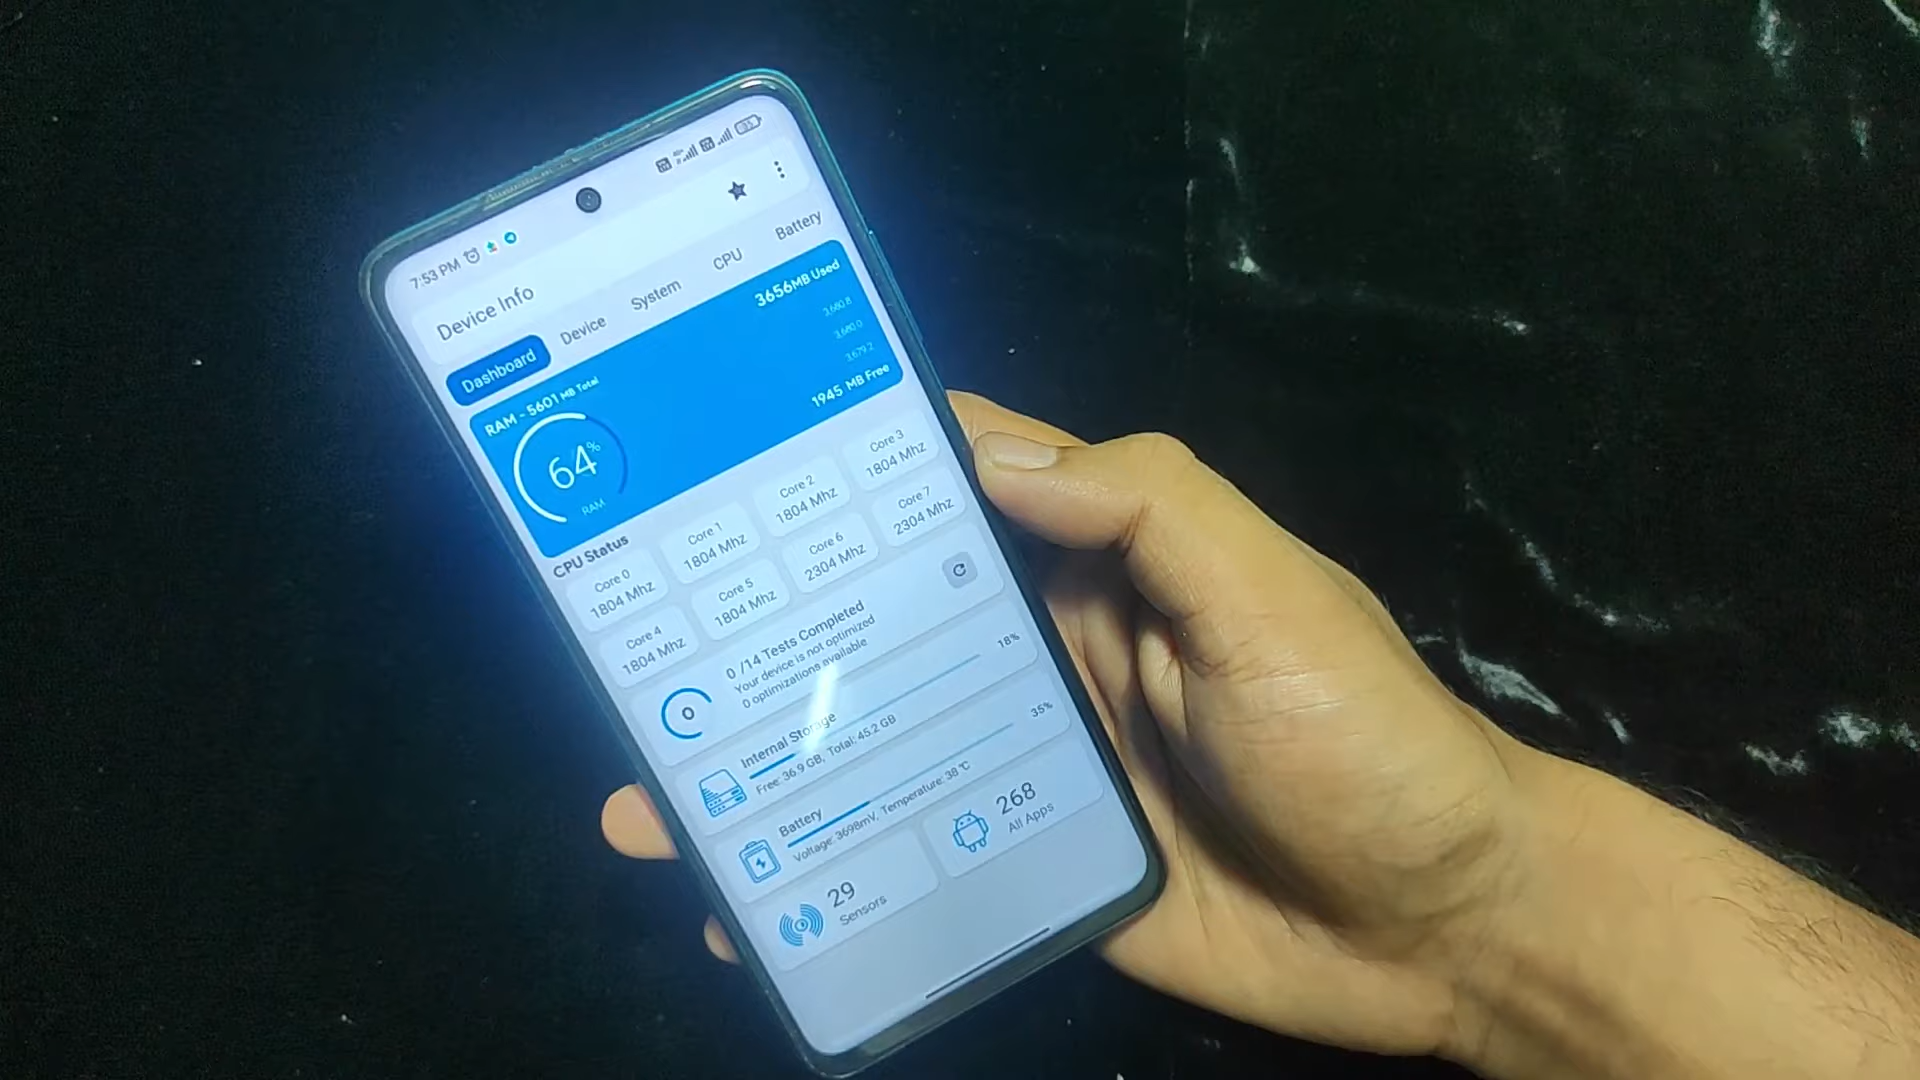 7:53 PM
35
Device Info
Dashboard
Device
System
CPU
Battery
RAM - 5601 MB Total
3656MB Used
3,680.8
3,680.0
3,679.2
1945 MB Free
64%
RAM
CPU Status
Core 0
1804 Mhz
Core 1
1804 Mhz
Core 2
1804 Mhz
Core 3
1804 Mhz
Core 4
1804 Mhz
Core 5
1804 Mhz
Core 6
2304 Mhz
Core 7
2304 Mhz
0
0 /14 Tests Completed
Your device is not optimized
0 optimizations available
Internal Storage
18%
Free: 36.9 GB, Total: 45.2 GB
Battery
35%
Voltage: 3698mV, Temperature: 38 °C
29
Sensors
268
All Apps